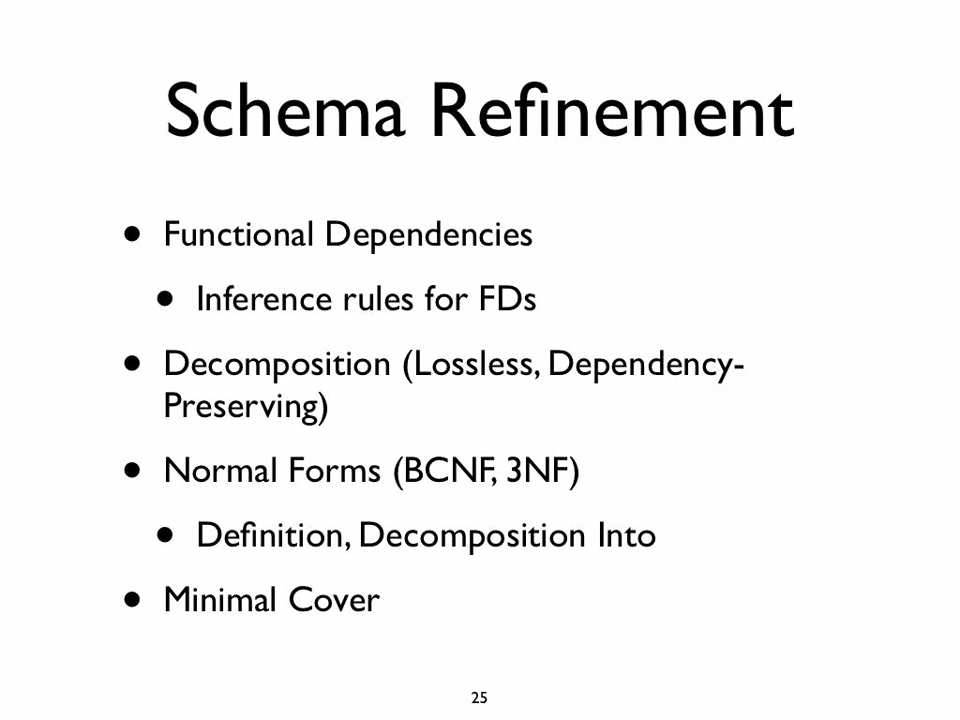 Schema Refinement
• Functional Dependencies
• Inference rules for FDs
• Decomposition (Lossless, Dependency-
Preserving)
• Normal Forms (BCNF, 3NF)
• Definition, Decomposition Into
• Minimal Cover
25